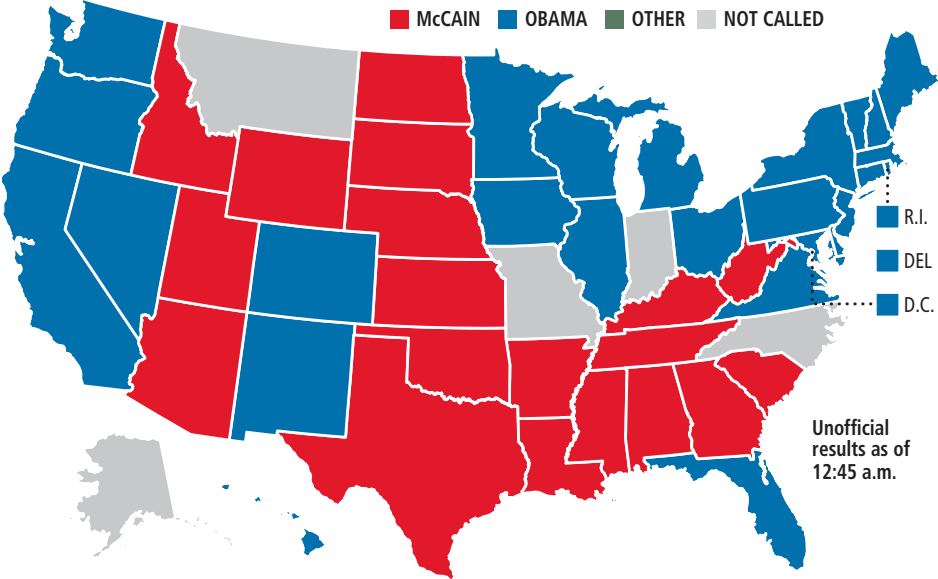 McCAIN OBAMA OTHER NOT CALLED
R.I.
DEL
D.C.
Unofficial
results as of
12:45 a.m.